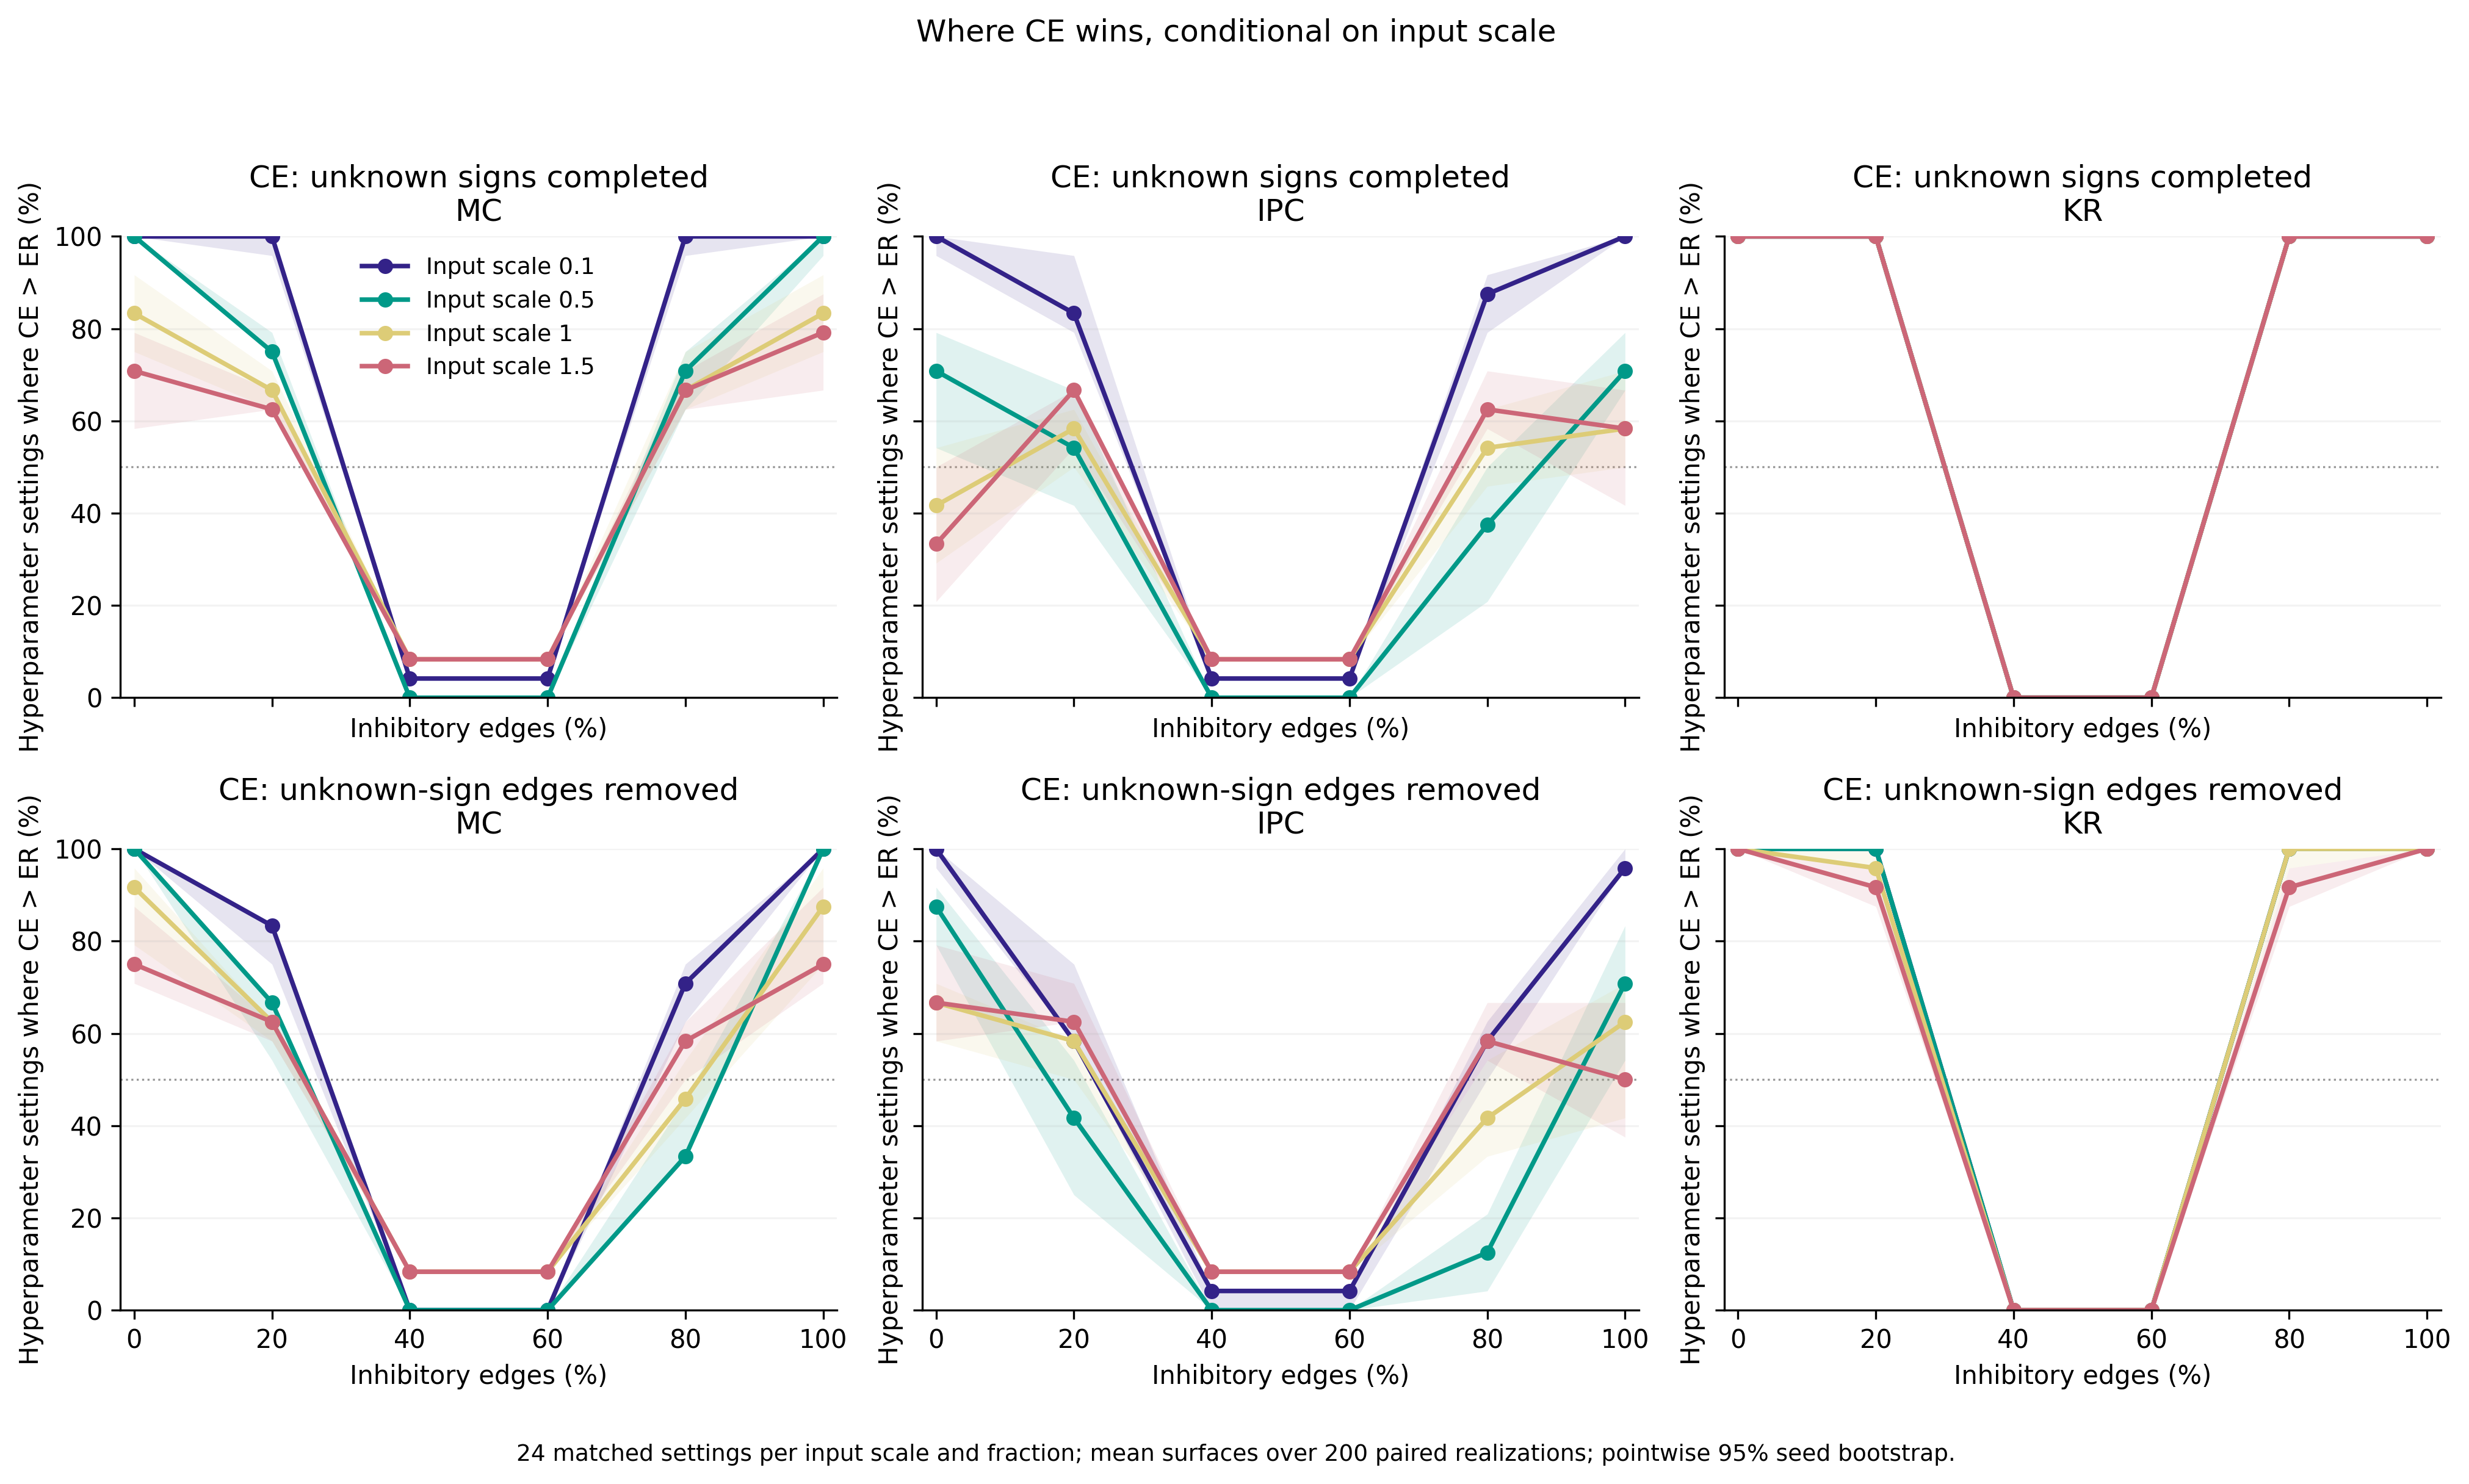 Where CE wins, conditional on input scale
CE: unknown signs completed
MC
Hyperparameter settings where CE > ER (%)
100
80
60
40
20
0
Input scale 0.1
Input scale 0.5
Input scale 1
Input scale 1.5
Inhibitory edges (%)
CE: unknown signs completed
IPC
Hyperparameter settings where CE > ER (%)
Inhibitory edges (%)
CE: unknown signs completed
KR
Hyperparameter settings where CE > ER (%)
Inhibitory edges (%)
CE: unknown-sign edges removed
MC
Hyperparameter settings where CE > ER (%)
100
80
60
40
20
0
0 20 40 60 80 100
Inhibitory edges (%)
CE: unknown-sign edges removed
IPC
Hyperparameter settings where CE > ER (%)
0 20 40 60 80 100
Inhibitory edges (%)
CE: unknown-sign edges removed
KR
Hyperparameter settings where CE > ER (%)
0 20 40 60 80 100
Inhibitory edges (%)
24 matched settings per input scale and fraction; mean surfaces over 200 paired realizations; pointwise 95% seed bootstrap.